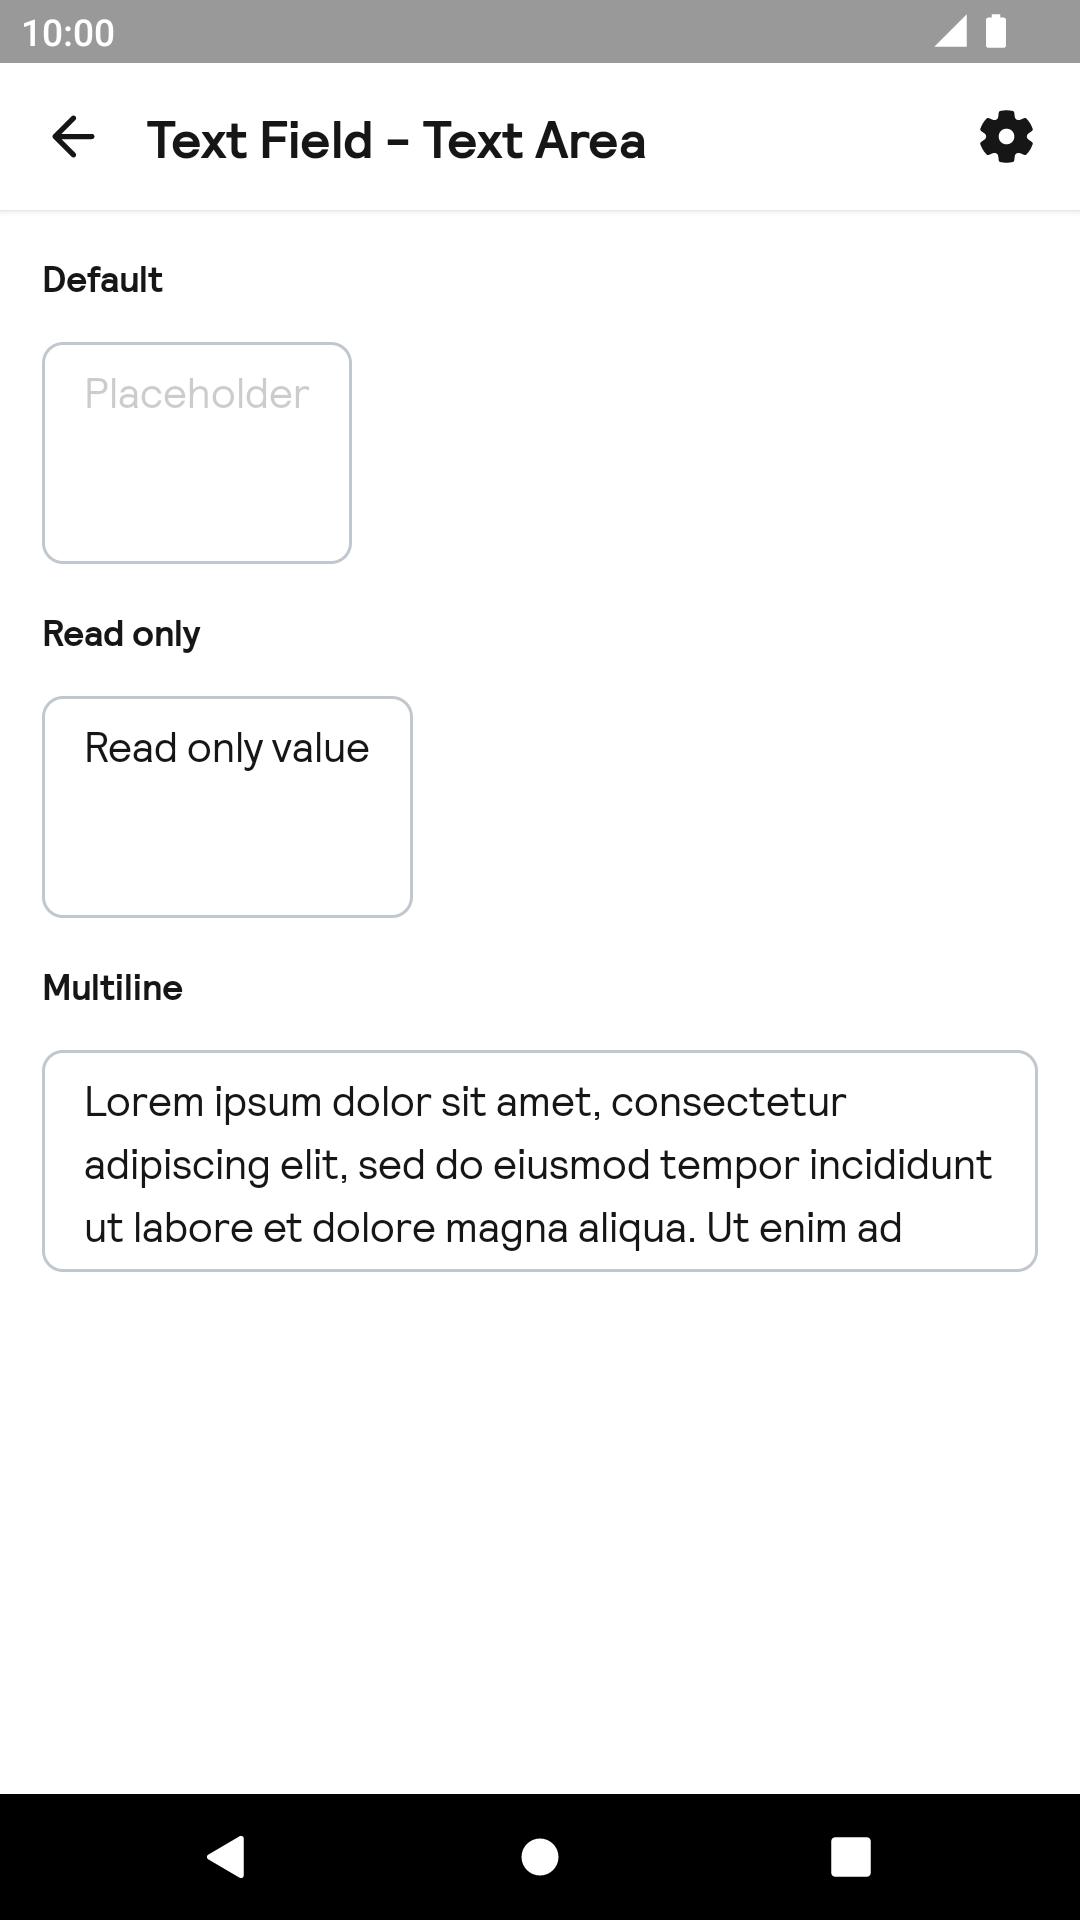 10:00
Text Field - Text Area
Default
Placeholder
Read only
Read only value
Multiline
Lorem ipsum dolor sit amet, consectetur
adipiscing elit, sed do eiusmod tempor incididunt
ut labore et dolore magna aliqua. Ut enim ad